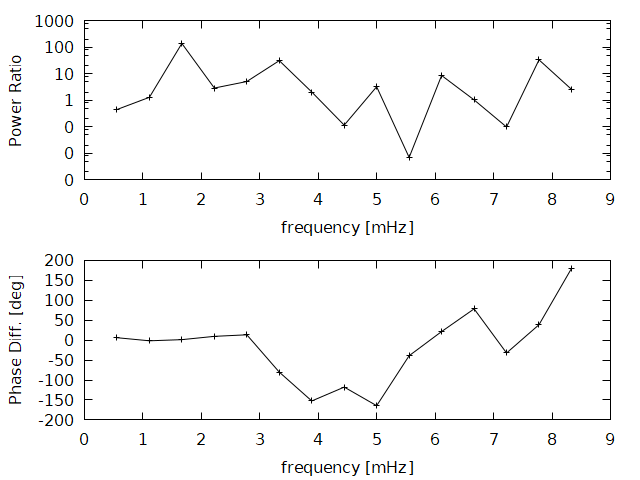 1000
100
10
1
0
0
0
Power Ratio
0 1 2 3 4 5 6 7 8 9
frequency [mHz]
200
150
100
50
0
-50
-100
-150
-200
Phase Diff. [deg]
0 1 2 3 4 5 6 7 8 9
frequency [mHz]